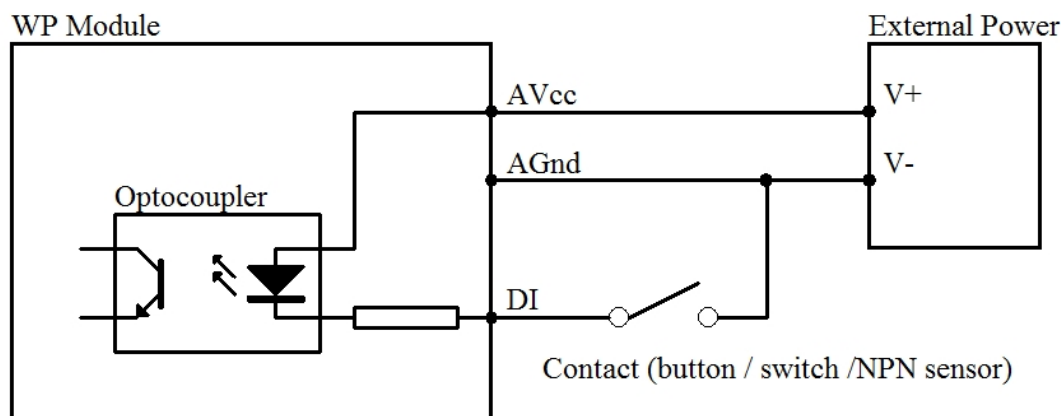 WP Module
External Power
AVcc
V+
AGnd
V-
Optocoupler
DI
Contact (button / switch /NPN sensor)